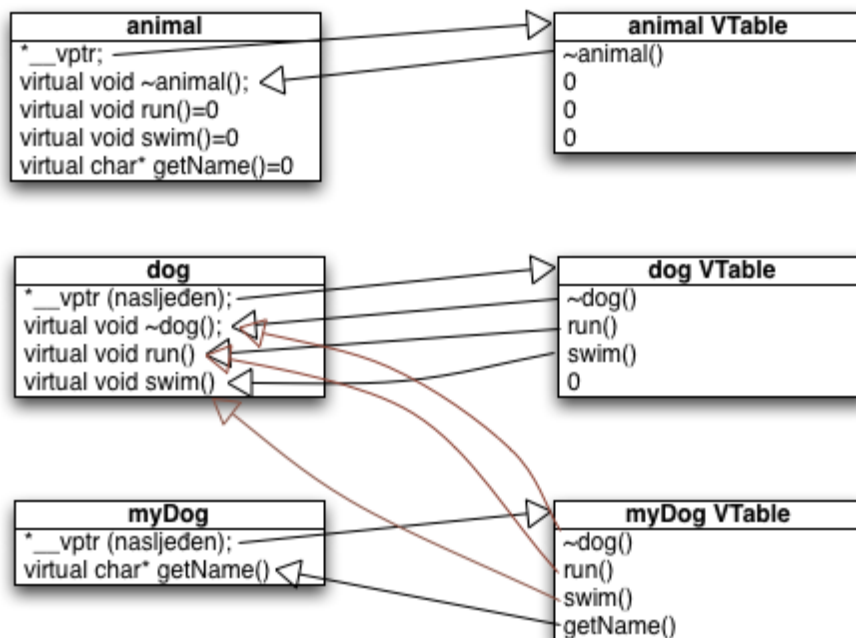 animal
*__vptr;
virtual void ~animal();
virtual void run()=0
virtual void swim()=0
virtual char* getName()=0
animal VTable
~animal()
0
0
0
dog
*__vptr (nasljeđen);
virtual void ~dog();
virtual void run()
virtual void swim()
dog VTable
~dog()
run()
swim()
0
myDog
*__vptr (nasljeđen);
virtual char* getName()
myDog VTable
~dog()
run()
swim()
getName()